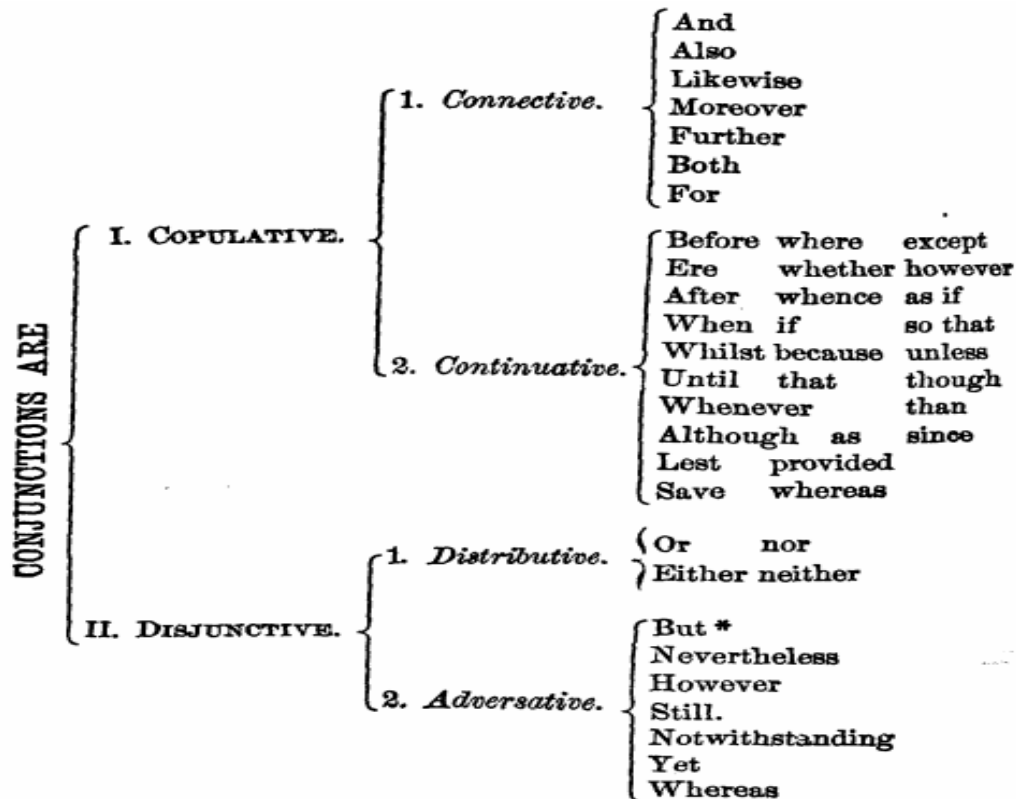 CONJUNCTIONS ARE
I. COPULATIVE.
1. Connective.
And
Also
Likewise
Moreover
Further
Both
For
2. Continuative.
Before where except
Ere whether however
After whence as if
When if so that
Whilst because unless
Until that though
Whenever than
Although as since
Lest provided
Save whereas
II. DISJUNCTIVE.
1. Distributive.
Or nor
Either neither
2. Adversative.
But *
Nevertheless
However
Still.
Notwithstanding
Yet
Whereas